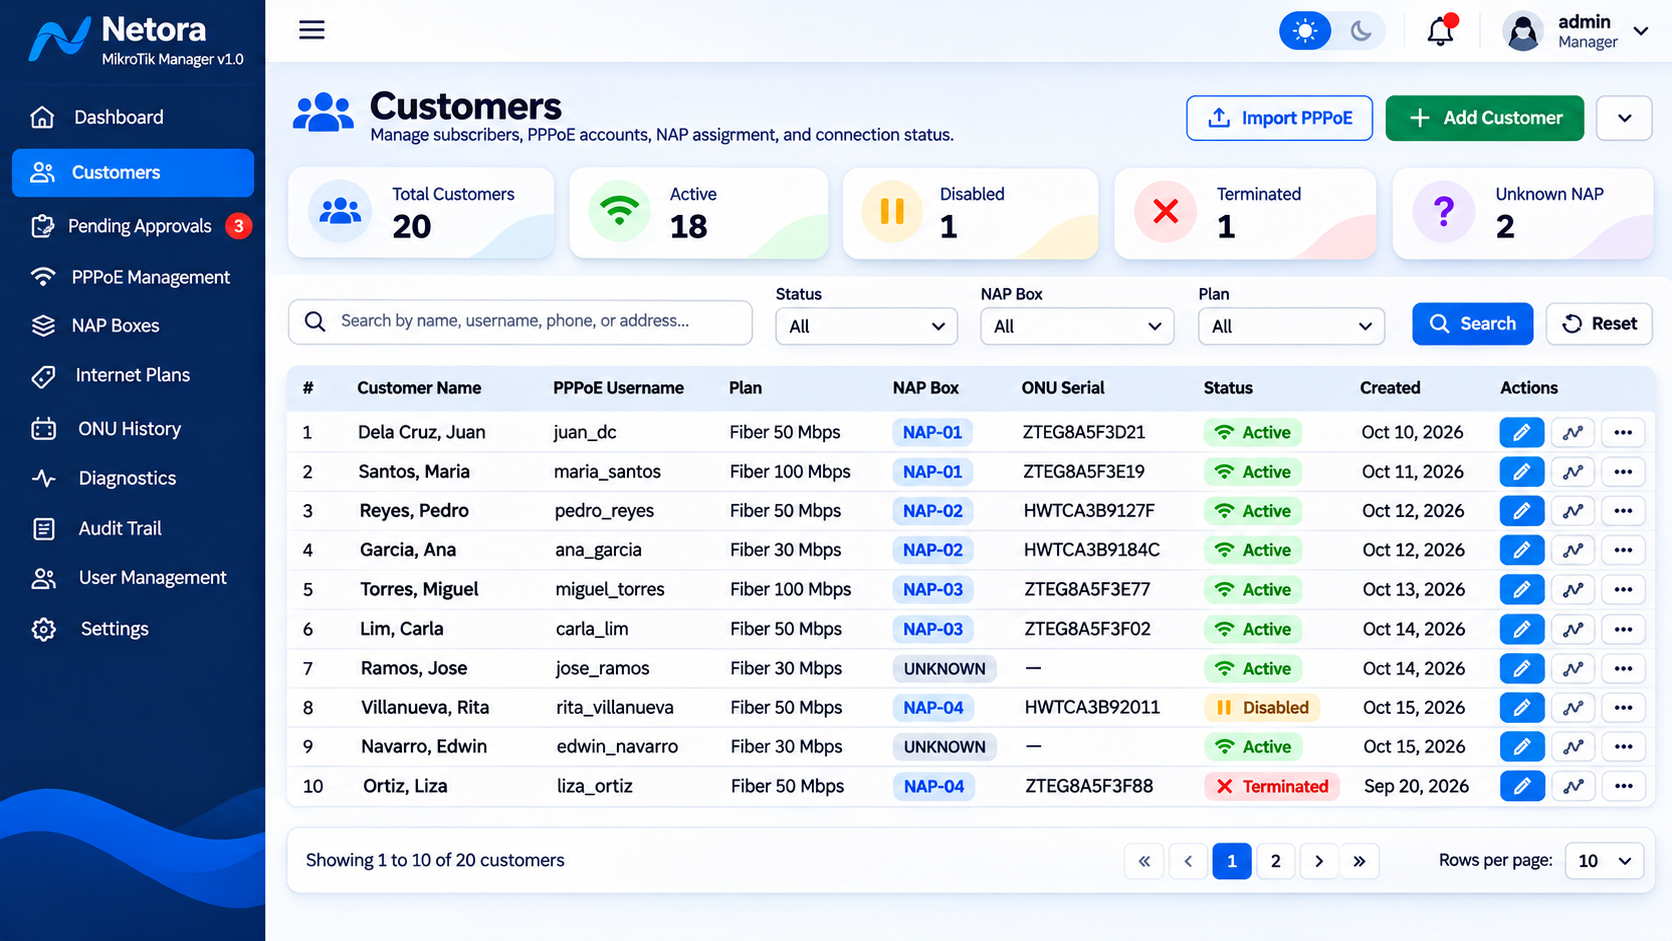 Netora
MikroTik Manager v1.0
Dashboard
Customers
Pending Approvals 3
PPPoE Management
NAP Boxes
Internet Plans
ONU History
Diagnostics
Audit Trail
User Management
Settings
admin
Manager
Customers
Manage subscribers, PPPoE accounts, NAP assigrment, and connection status.
Import PPPoE
Add Customer
Total Customers
20
Active
18
Disabled
1
Terminated
1
Unknown NAP
2
Search by name, username, phone, or address...
Status
All
NAP Box
All
Plan
All
Search
Reset
# Customer Name PPPoE Username Plan NAP Box ONU Serial Status Created Actions
1 Dela Cruz, Juan juan_dc Fiber 50 Mbps NAP-01 ZTEG8A5F3D21 Active Oct 10, 2026
2 Santos, Maria maria_santos Fiber 100 Mbps NAP-01 ZTEG8A5F3E19 Active Oct 11, 2026
3 Reyes, Pedro pedro_reyes Fiber 50 Mbps NAP-02 HWTCA3B9127F Active Oct 12, 2026
4 Garcia, Ana ana_garcia Fiber 30 Mbps NAP-02 HWTCA3B9184C Active Oct 12, 2026
5 Torres, Miguel miguel_torres Fiber 100 Mbps NAP-03 ZTEG8A5F3E77 Active Oct 13, 2026
6 Lim, Carla carla_lim Fiber 50 Mbps NAP-03 ZTEG8A5F3F02 Active Oct 14, 2026
7 Ramos, Jose jose_ramos Fiber 30 Mbps UNKNOWN — Active Oct 14, 2026
8 Villanueva, Rita rita_villanueva Fiber 50 Mbps NAP-04 HWTCA3B92011 Disabled Oct 15, 2026
9 Navarro, Edwin edwin_navarro Fiber 30 Mbps UNKNOWN — Active Oct 15, 2026
10 Ortiz, Liza liza_ortiz Fiber 50 Mbps NAP-04 ZTEG8A5F3F88 Terminated Sep 20, 2026
Showing 1 to 10 of 20 customers
« ‹ 1 2 › »
Rows per page: 10